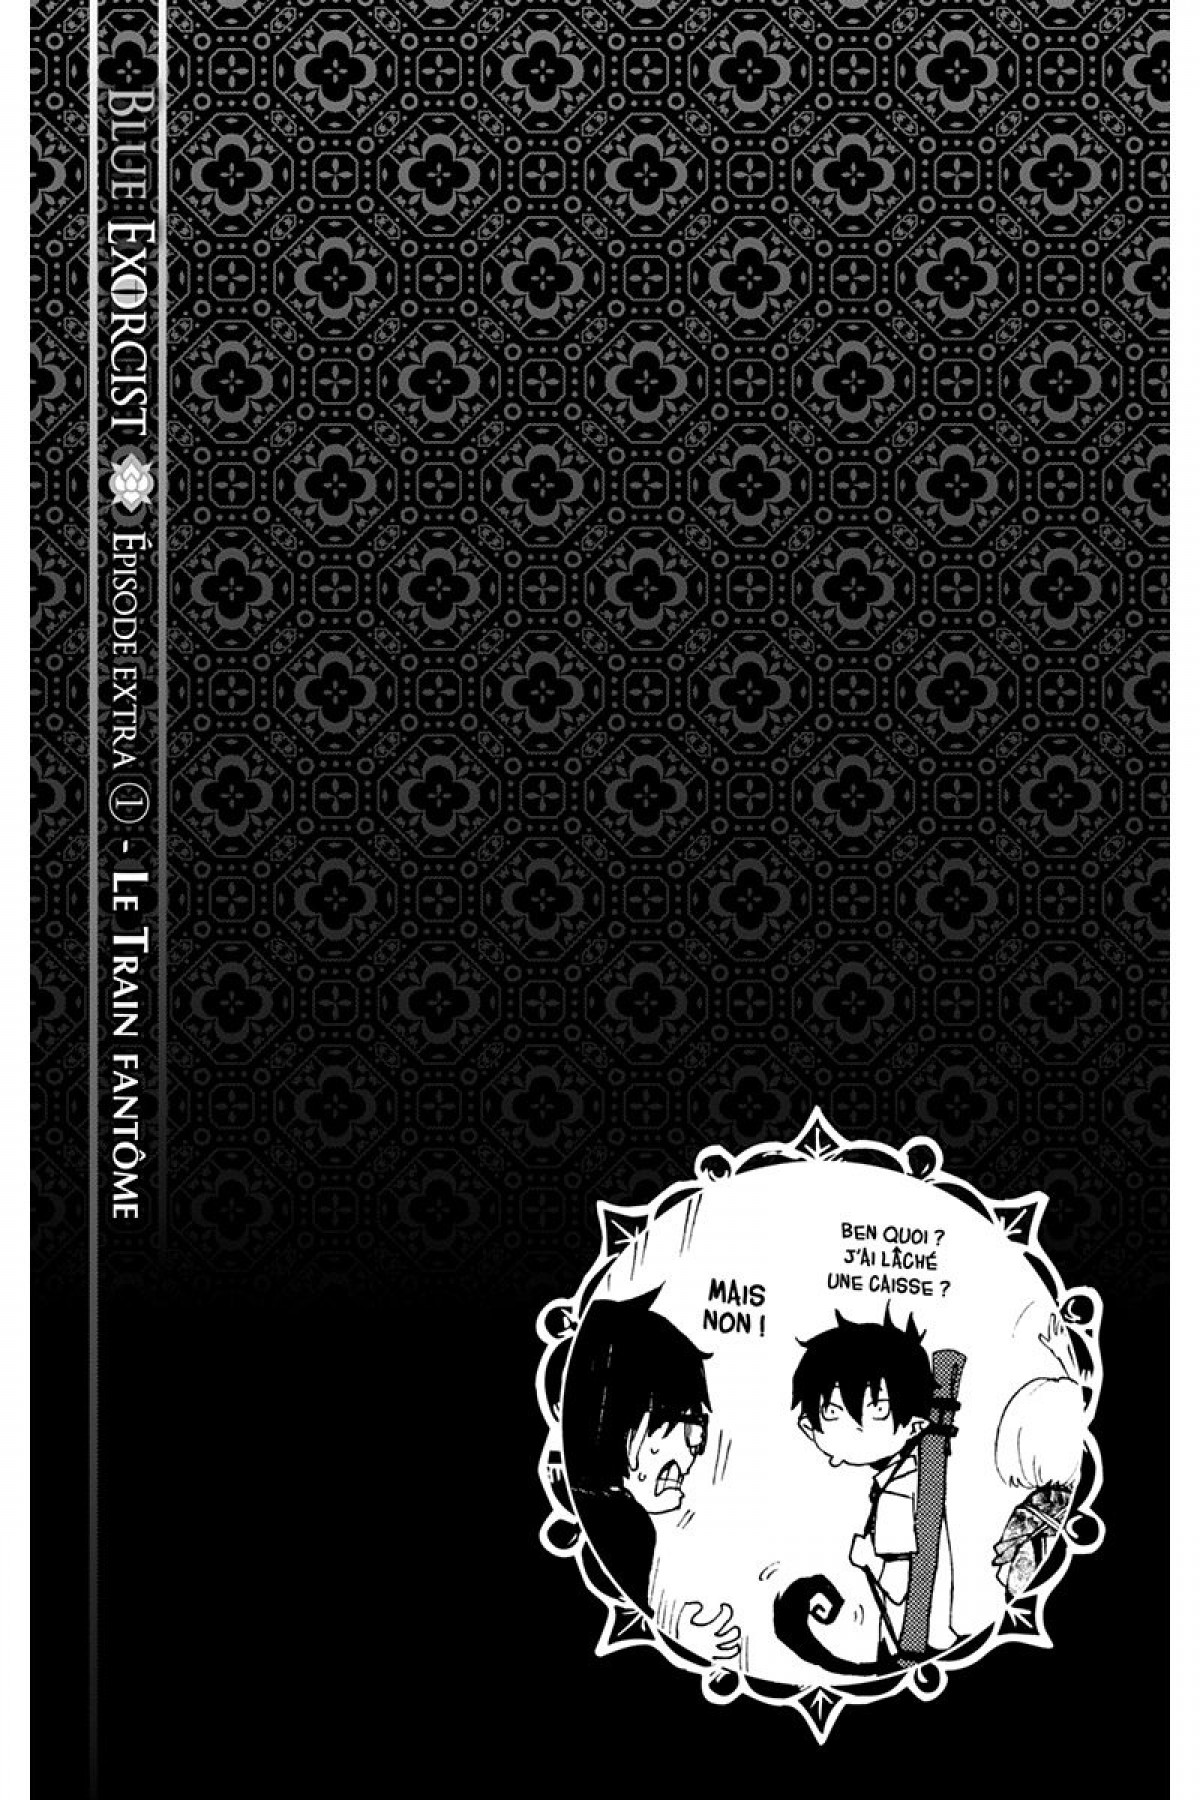 Blue Exorcist Épisode extra ① - Le Train fantôme
BEN QUOI ?
J'AI LÂCHÉ
UNE CAISSE ?
MAIS
NON !